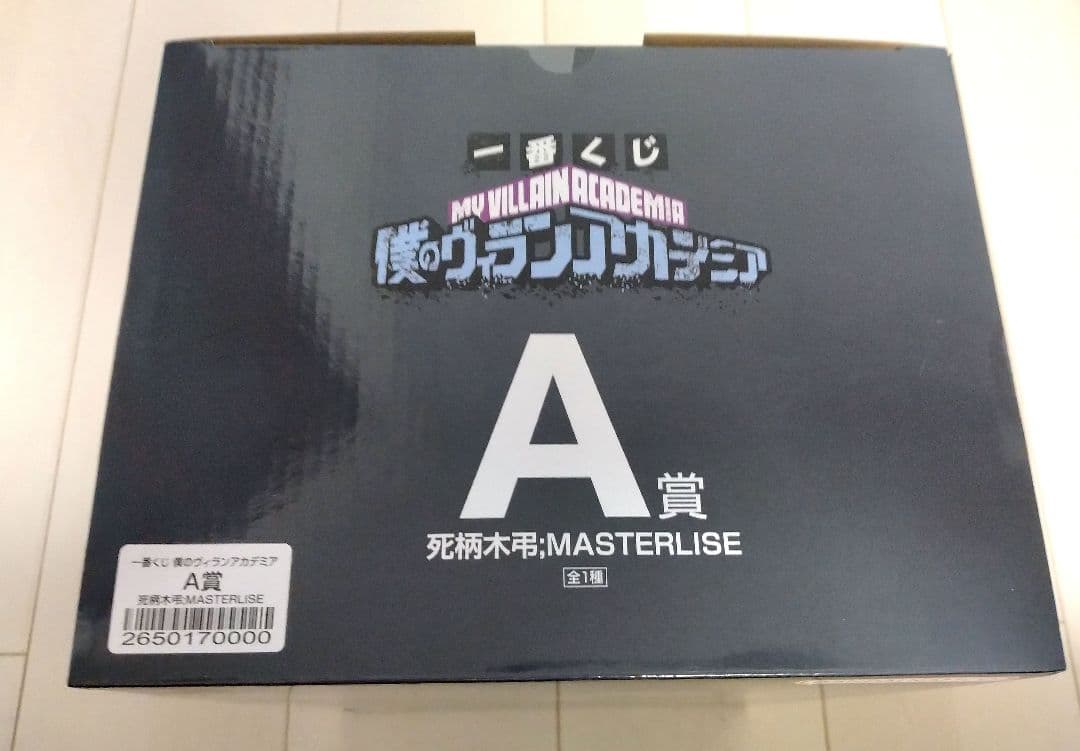 一番くじ
MY VILLAIN ACADEMIA
僕のヴィランアカデミア
A賞
死柄木弔;MASTERLISE
全1種
一番くじ 僕のヴィランアカデミア
A賞
死柄木弔;MASTERLISE
2650170000